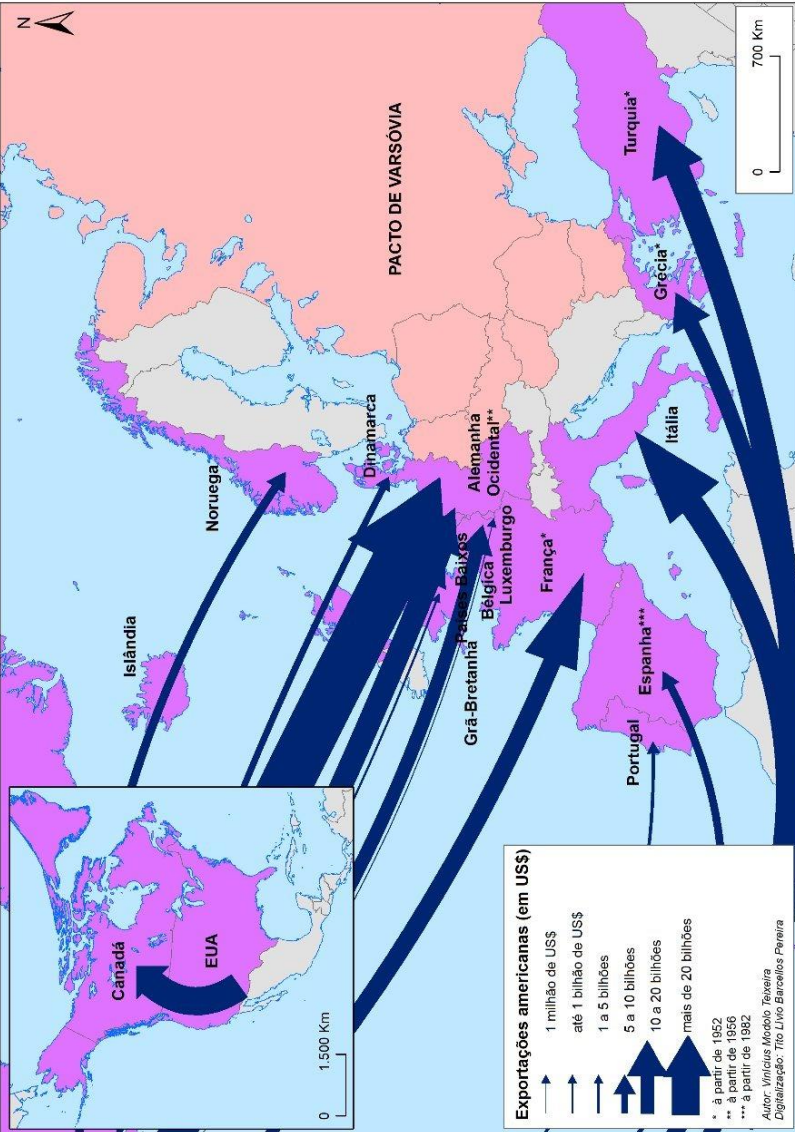 N
PACTO DE VARSÓVIA
Islândia
Noruega
Dinamarca
Países Baixos
Alemanha
Ocidental**
Grã-Bretanha
Bélgica
Luxemburgo
França*
Portugal
Espanha***
Itália
Grécia*
Turquia*
0 700 Km
Canadá
EUA
0 1.500 Km
Exportações americanas (em US$)
1 milhão de US$
até 1 bilhão de US$
1 a 5 bilhões
5 a 10 bilhões
10 a 20 bilhões
mais de 20 bilhões
* à partir de 1952
** à partir de 1956
*** à partir de 1982
Autor: Vinícius Modolo Teixeira
Digitalização: Tito Lívio Barcellos Pereira